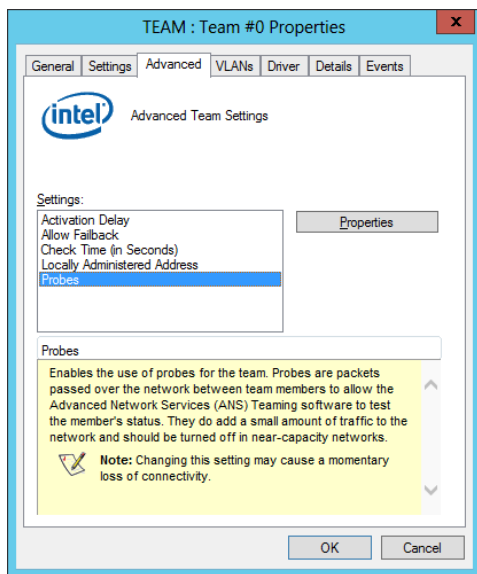 TEAM : Team #0 Properties
x
General Settings Advanced VLANs Driver Details Events
intel Advanced Team Settings
Settings:
Activation Delay
Properties
Allow Failback
Check Time (in Seconds)
Locally Administered Address
Probes
Probes
Enables the use of probes for the team. Probes are packets
passed over the network between team members to allow the
Advanced Network Services (ANS) Teaming software to test
the member's status. They do add a small amount of traffic to the
network and should be turned off in near-capacity networks.
Note: Changing this setting may cause a momentary
loss of connectivity.
OK Cancel